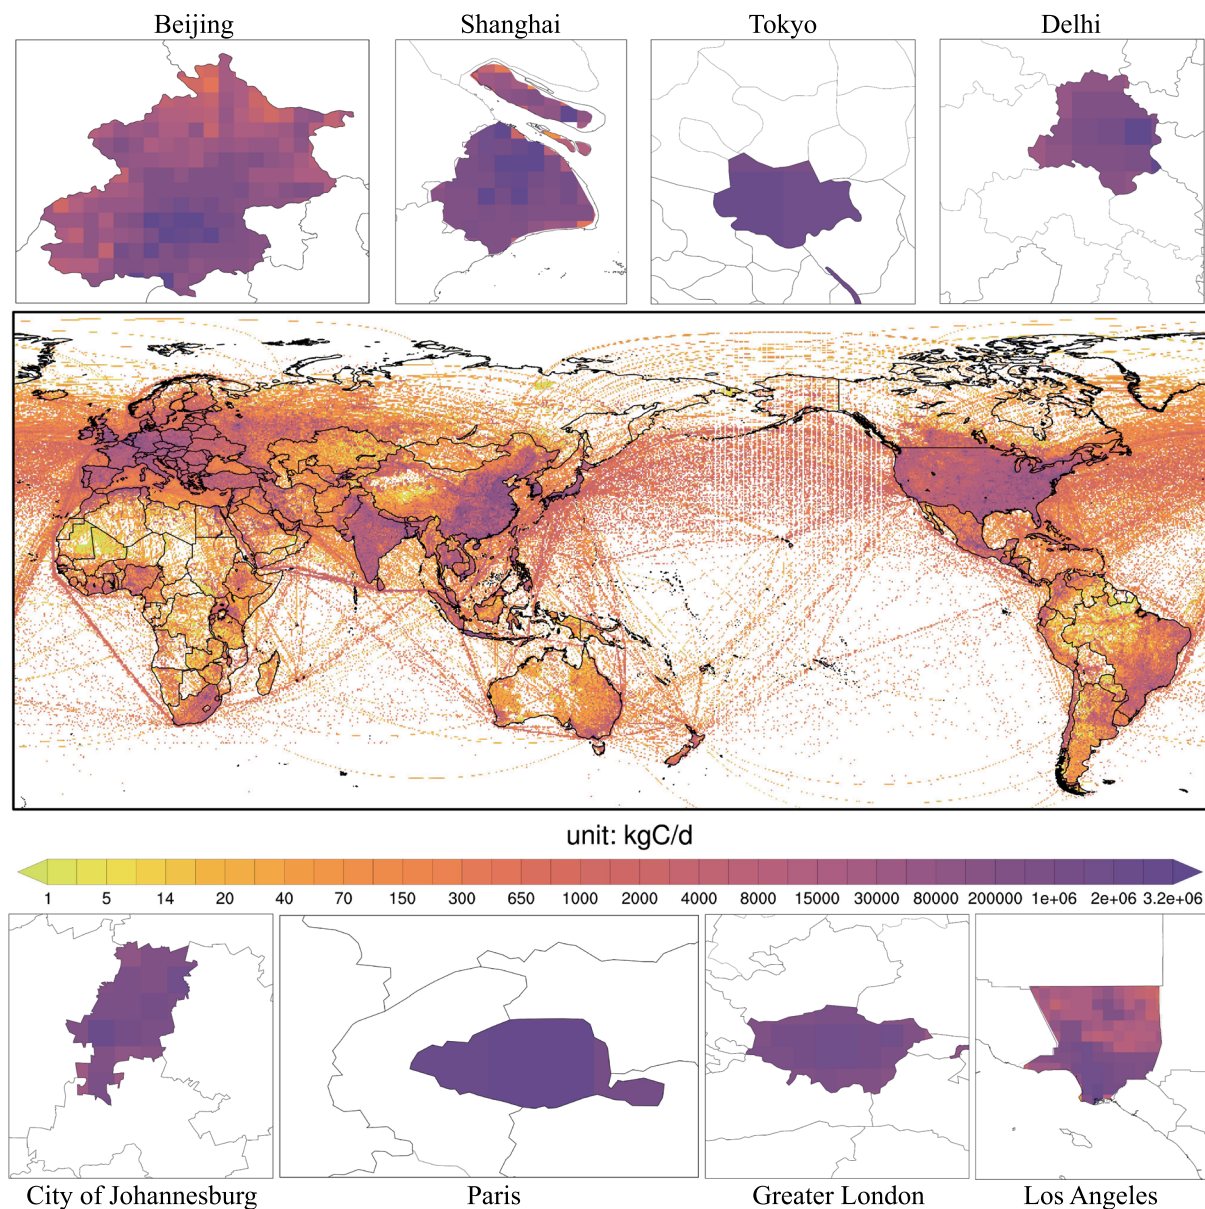 Beijing Shanghai Tokyo Delhi
unit: kgC/d
1 5 14 20 40 70 150 300 650 1000 2000 4000 8000 15000 30000 80000 200000 1e+06 2e+06 3.2e+06
City of Johannesburg Paris Greater London Los Angeles